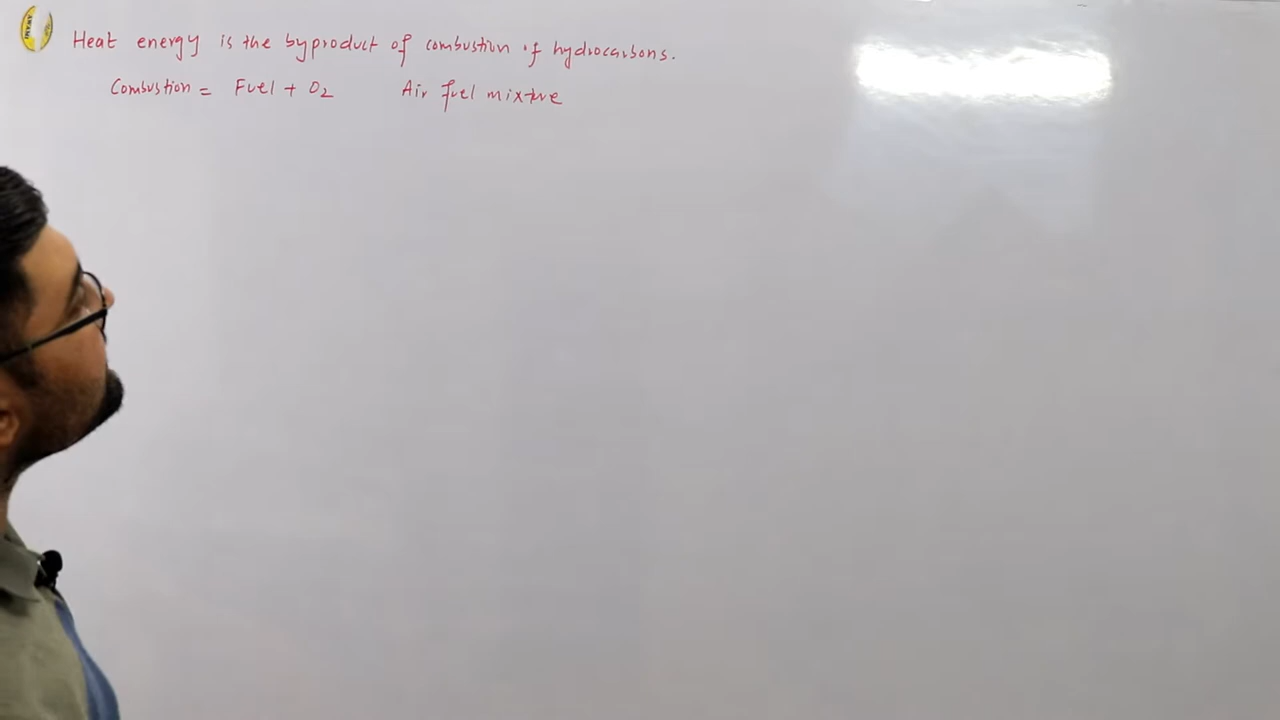 Heat energy is the byproduct of combustion of hydrocarbons.
Combustion = Fuel + O2 Air fuel mixture